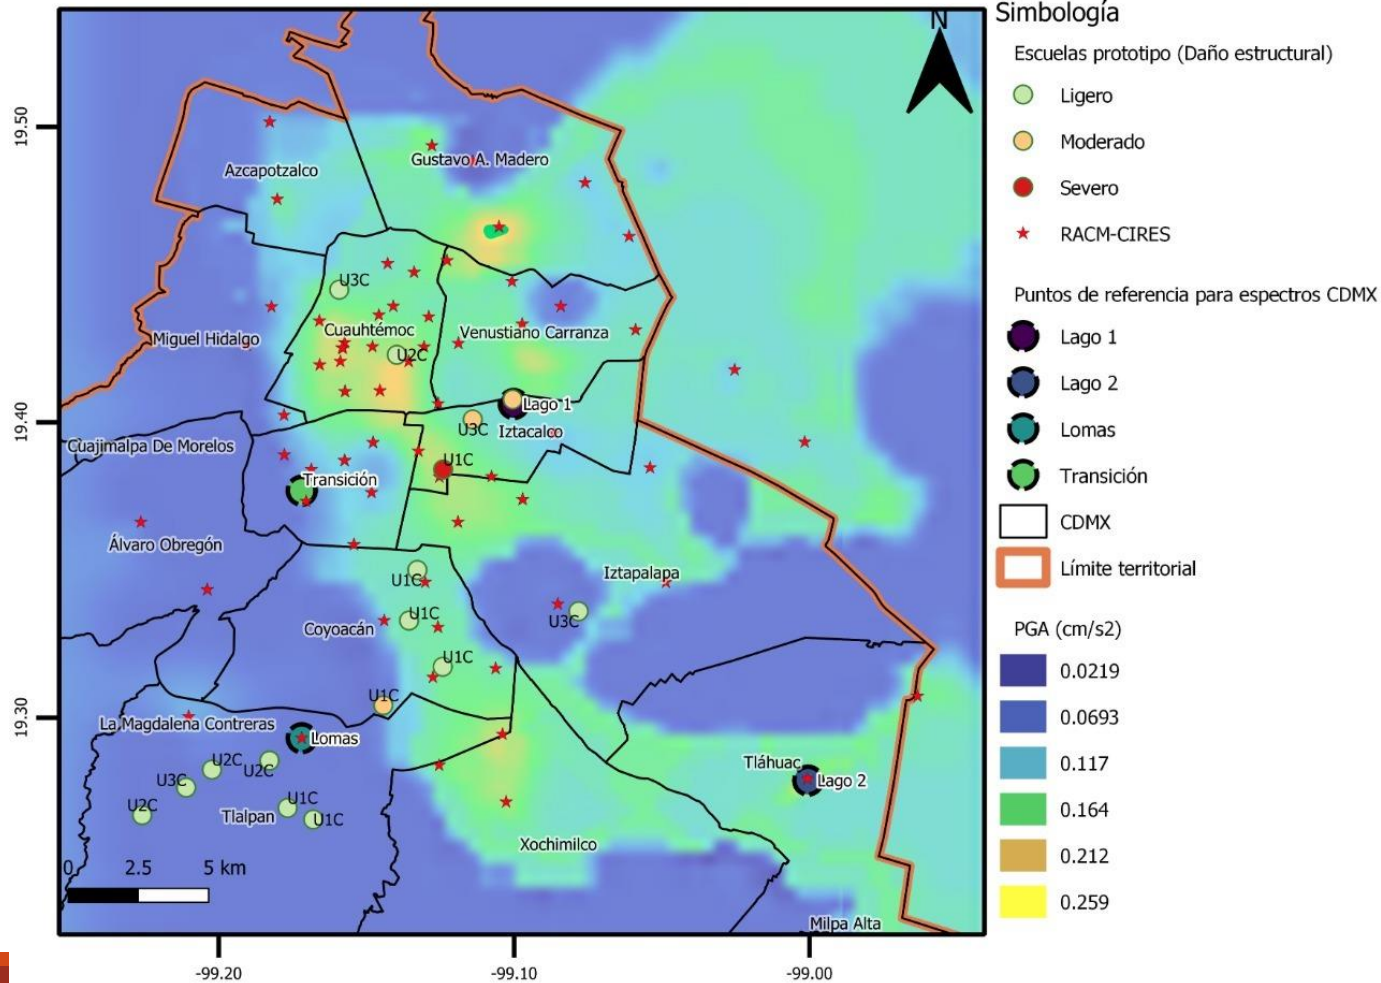 Simbología
Escuelas prototipo (Daño estructural)
Ligero
Moderado
Severo
RACM-CIRES
Puntos de referencia para espectros CDMX
Lago 1
Lago 2
Lomas
Transición
CDMX
Límite territorial
PGA (cm/s2)
0.0219
0.0693
0.117
0.164
0.212
0.259
N
19.50
19.40
19.30
Azcapotzalco
Gustavo A. Madero
U3C
Miguel Hidalgo
Cuauhtémoc
Venustiano Carranza
U2C
Lago 1
U3C
Iztacalco
Cuajimalpa De Morelos
U1C
Transición
Álvaro Obregón
Iztapalapa
U1C
U1C
U3C
Coyoacán
U1C
U1C
La Magdalena Contreras
Lomas
U2C
U2C
U3C
Tláhuac
Lago 2
U2C
U1C
Tlalpan
U1C
Xochimilco
0 2.5 5 km
Milpa Alta
-99.20
-99.10
-99.00